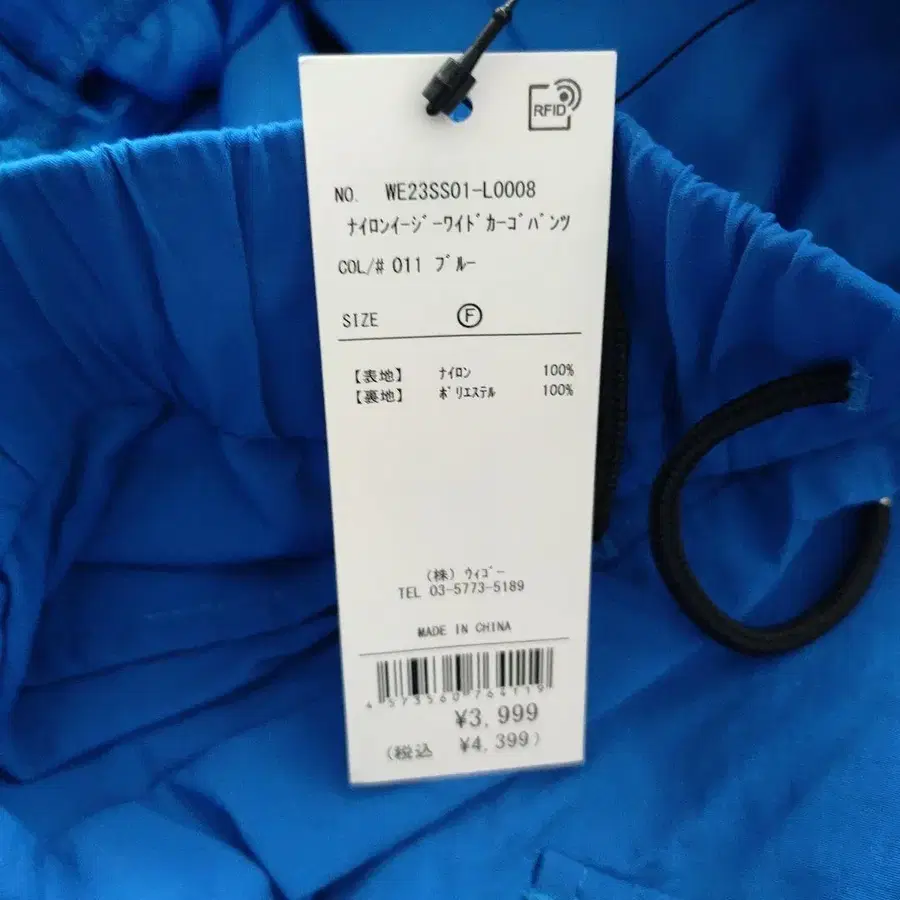 RFID
NO. WE23SS01-L0008
ﾅｲﾛﾝｲｰｼﾞｰﾜｲﾄﾞｶｰｺﾞﾊﾟﾝﾂ
COL/# 011 ﾌﾞﾙｰ
SIZE Ⓕ
【表地】 ﾅｲﾛﾝ 100%
【裏地】 ﾎﾟﾘｴｽﾃﾙ 100%
(株) ｳｨｺﾞｰ
TEL 03-5773-5189
MADE IN CHINA
4573560764119
¥3,999
(税込 ¥4,399)